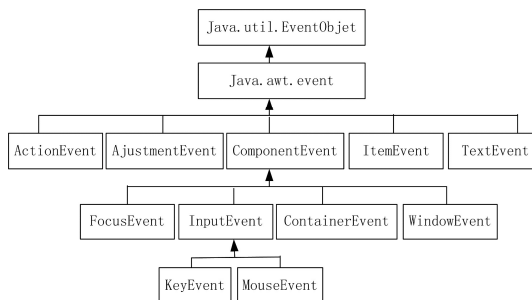 Java.util.EventObjet
Java.awt.event
ActionEvent AjustmentEvent ComponentEvent ItemEvent TextEvent
FocusEvent InputEvent ContainerEvent WindowEvent
KeyEvent MouseEvent